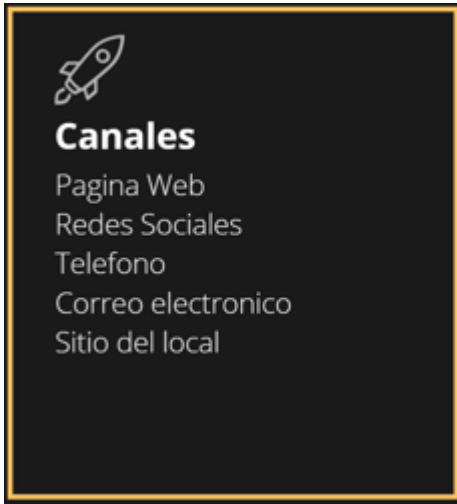 Canales
Pagina Web
Redes Sociales
Telefono
Correo electronico
Sitio del local